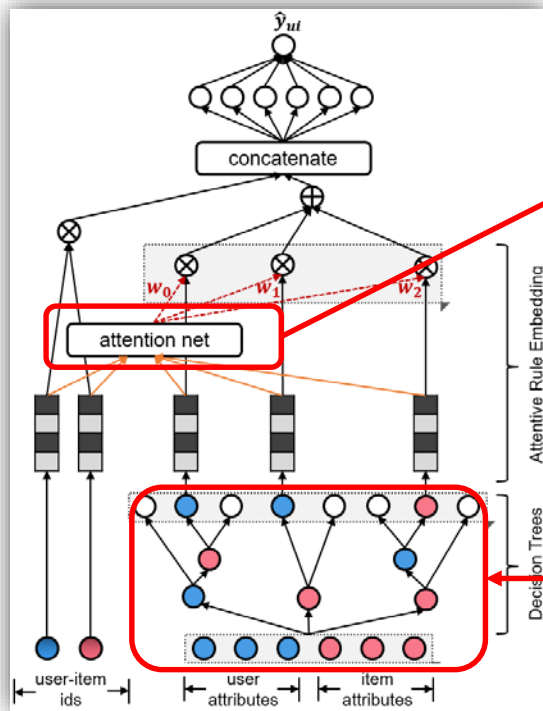 ŷui
concatenate
w0
w1
w2
attention net
Attentive Rule Embedding
Decision Trees
user-item
ids
user
attributes
item
attributes